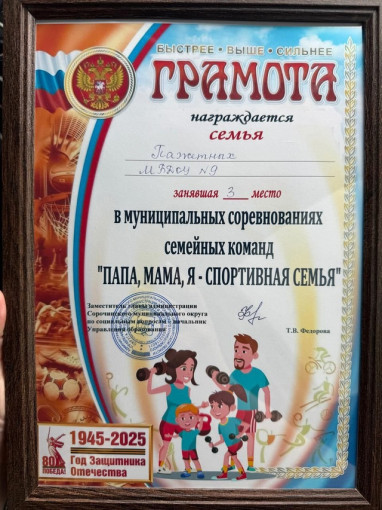 БЫСТРЕЕ • ВЫШЕ • СИЛЬНЕЕ
ГРАМОТА
награждается
семья
Пажитних
МБДОУ №9
занявшая 3 место
в муниципальных соревнованиях
семейных команд
"ПАПА, МАМА, Я - СПОРТИВНАЯ СЕМЬЯ"
Заместитель главы администрации
Сорочинского муниципального округа
по социальным вопросам - начальник
Управления образования
Т.В. Федорова
1945-2025
80 ПОБЕДА!
Год Защитника
Отечества